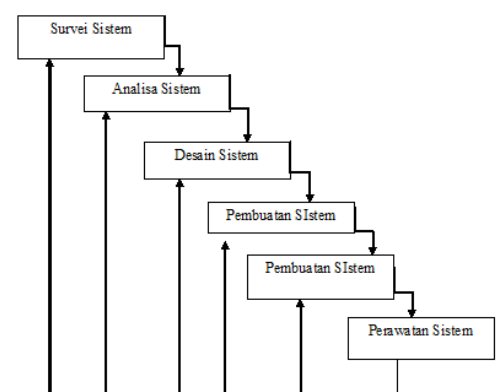 Survei Sistem
Analisa Sistem
Desain Sistem
Pembuatan SIstem
Pembuatan SIstem
Perawatan Sistem